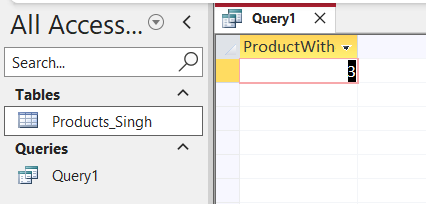 All Access...
Search...
Tables
Products_Singh
Queries
Query1
Query1
ProductWith
3